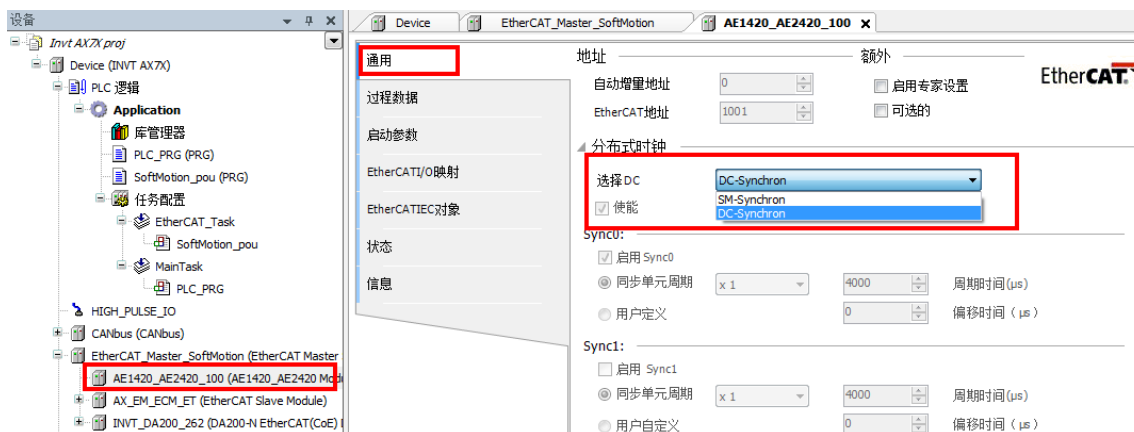 设备
Invt AX7X proj
Device (INVT AX7X)
PLC 逻辑
Application
库管理器
PLC_PRG (PRG)
SoftMotion_pou (PRG)
任务配置
EtherCAT_Task
SoftMotion_pou
MainTask
PLC_PRG
HIGH_PULSE_IO
CANbus (CANbus)
EtherCAT_Master_SoftMotion (EtherCAT Master
AE1420_AE2420_100 (AE1420_AE2420 Mod
AX_EM_ECM_ET (EtherCAT Slave Module)
INVT_DA200_262 (DA200-N EtherCAT(CoE)
Device
EtherCAT_Master_SoftMotion
AE1420_AE2420_100
通用
过程数据
启动参数
EtherCATI/O映射
EtherCATIEC对象
状态
信息
地址
自动增量地址 0
EtherCAT地址 1001
额外
启用专家设置
可选的
EtherCAT
分布式时钟
选择DC DC-Synchron
SM-Synchron
使能 DC-Synchron
Sync0:
启用 Sync0
同步单元周期 x 1 4000 周期时间(µs)
用户定义 0 偏移时间（µs）
Sync1:
启用 Sync1
同步单元周期 x 1 4000 周期时间(µs)
用户自定义 0 偏移时间（µs）